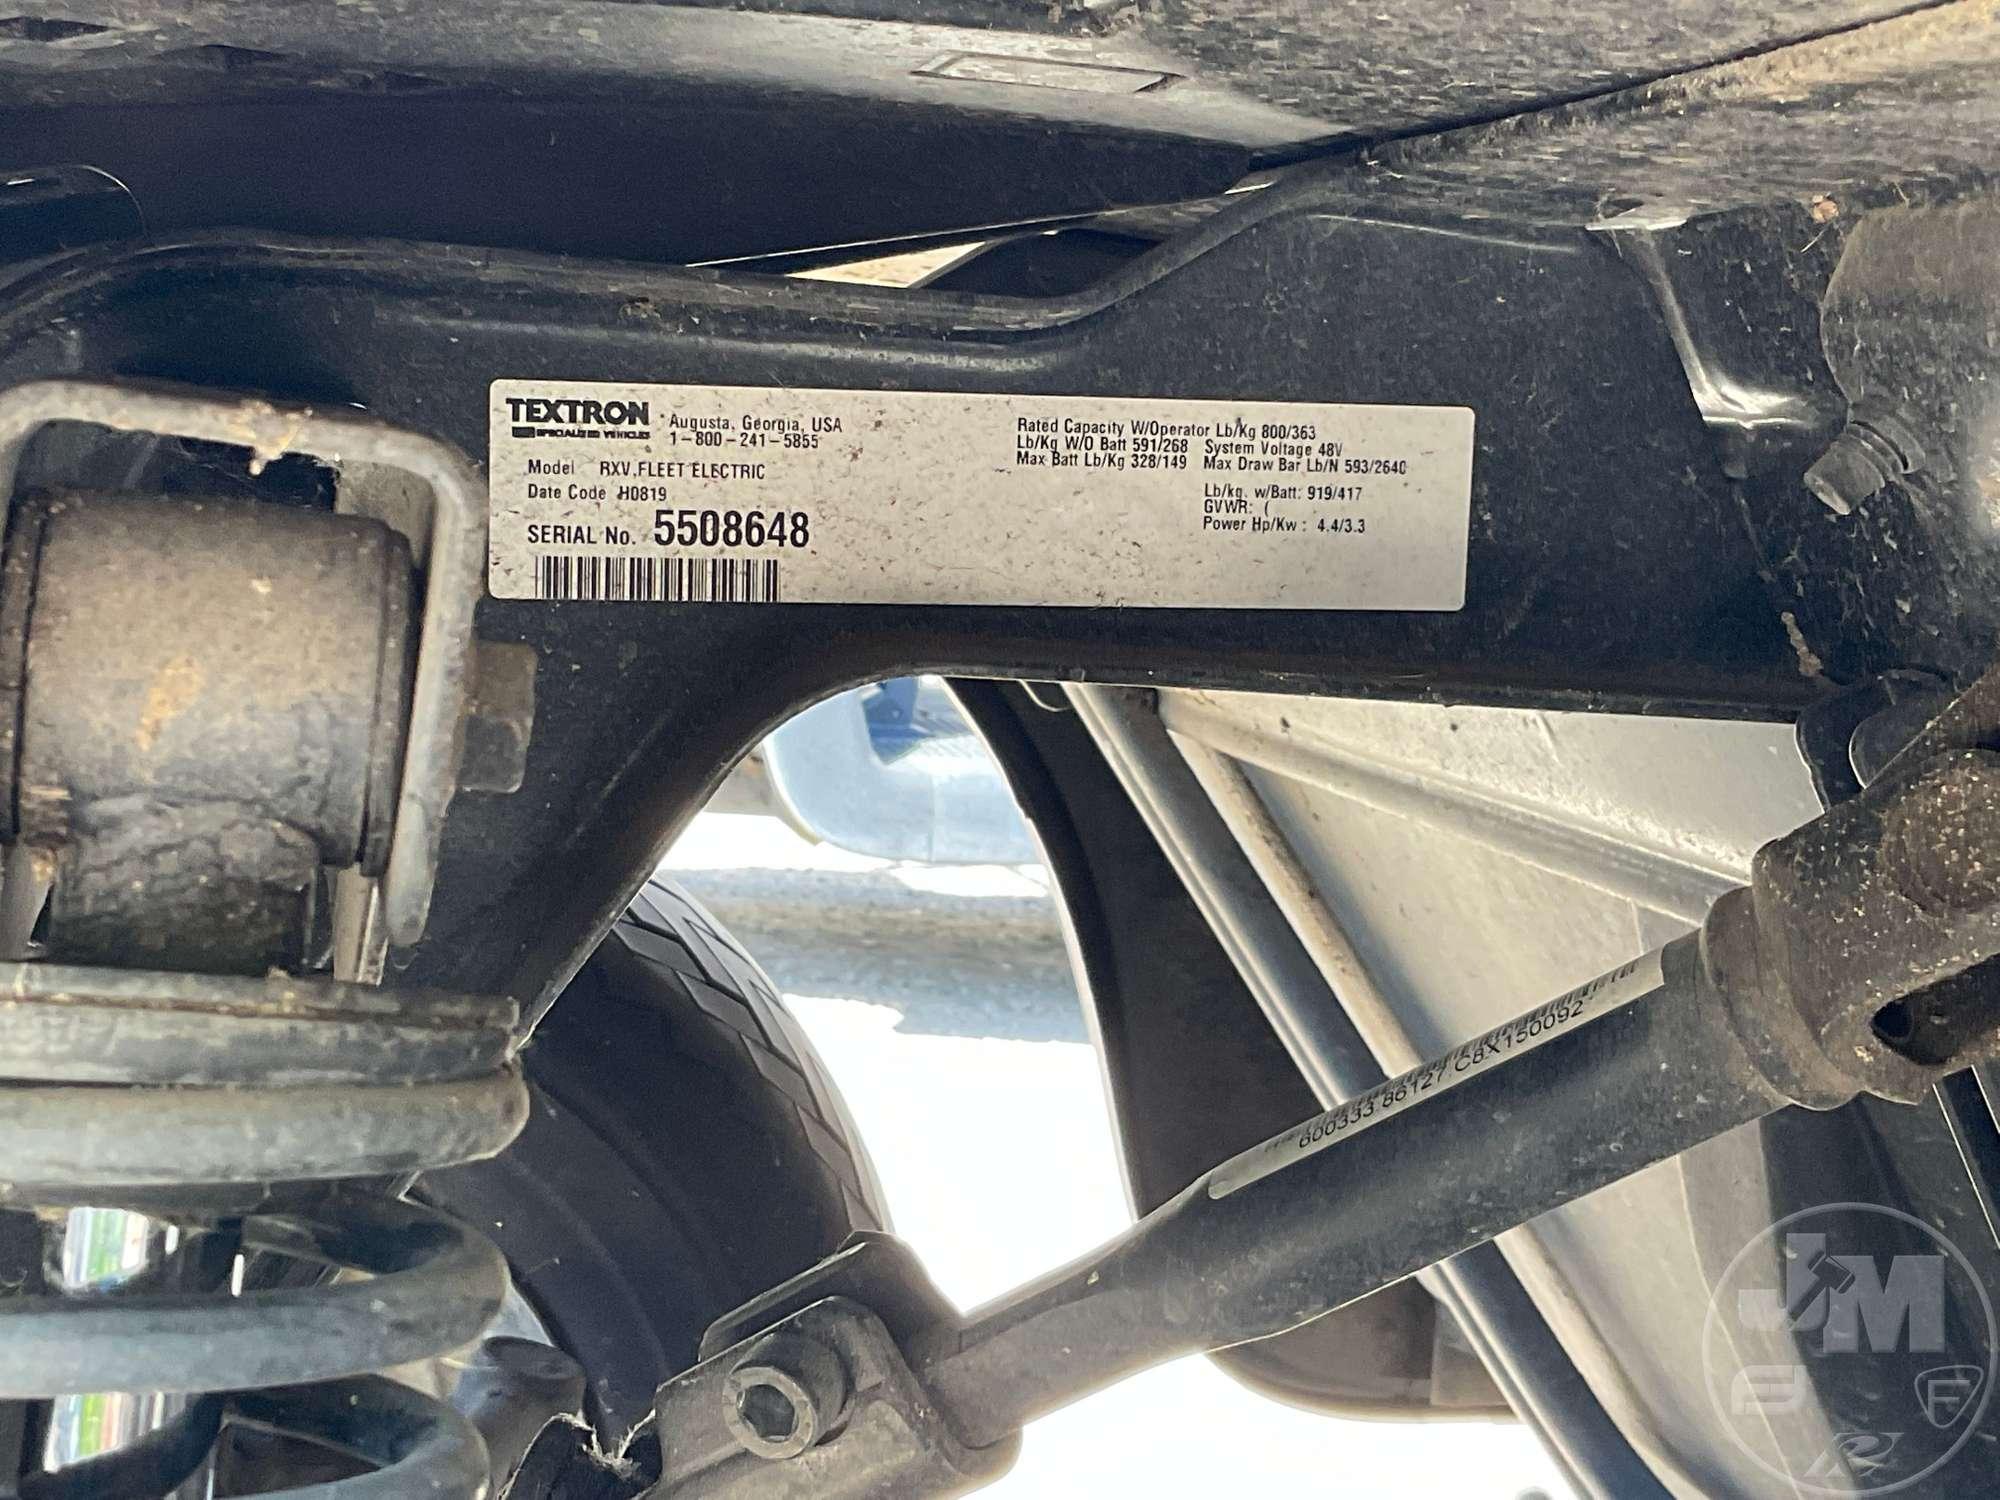 TEXTRON
SPECIALIZED VEHICLES
Augusta, Georgia, USA
1-800-241-5855
Model RXV FLEET ELECTRIC
Date Code H0819
SERIAL No. 5508648
Rated Capacity W/Operator Lb/Kg 800/363
Lb/Kg W/O Batt 591/268 System Voltage 48V
Max Batt Lb/Kg 328/149 Max Draw Bar Lb/N 593/2640
Lb/kg. w/Batt: 919/417
GVWR: (
Power Hp/Kw : 4.4/3.3
600333 86127 C8X150092
JM
F